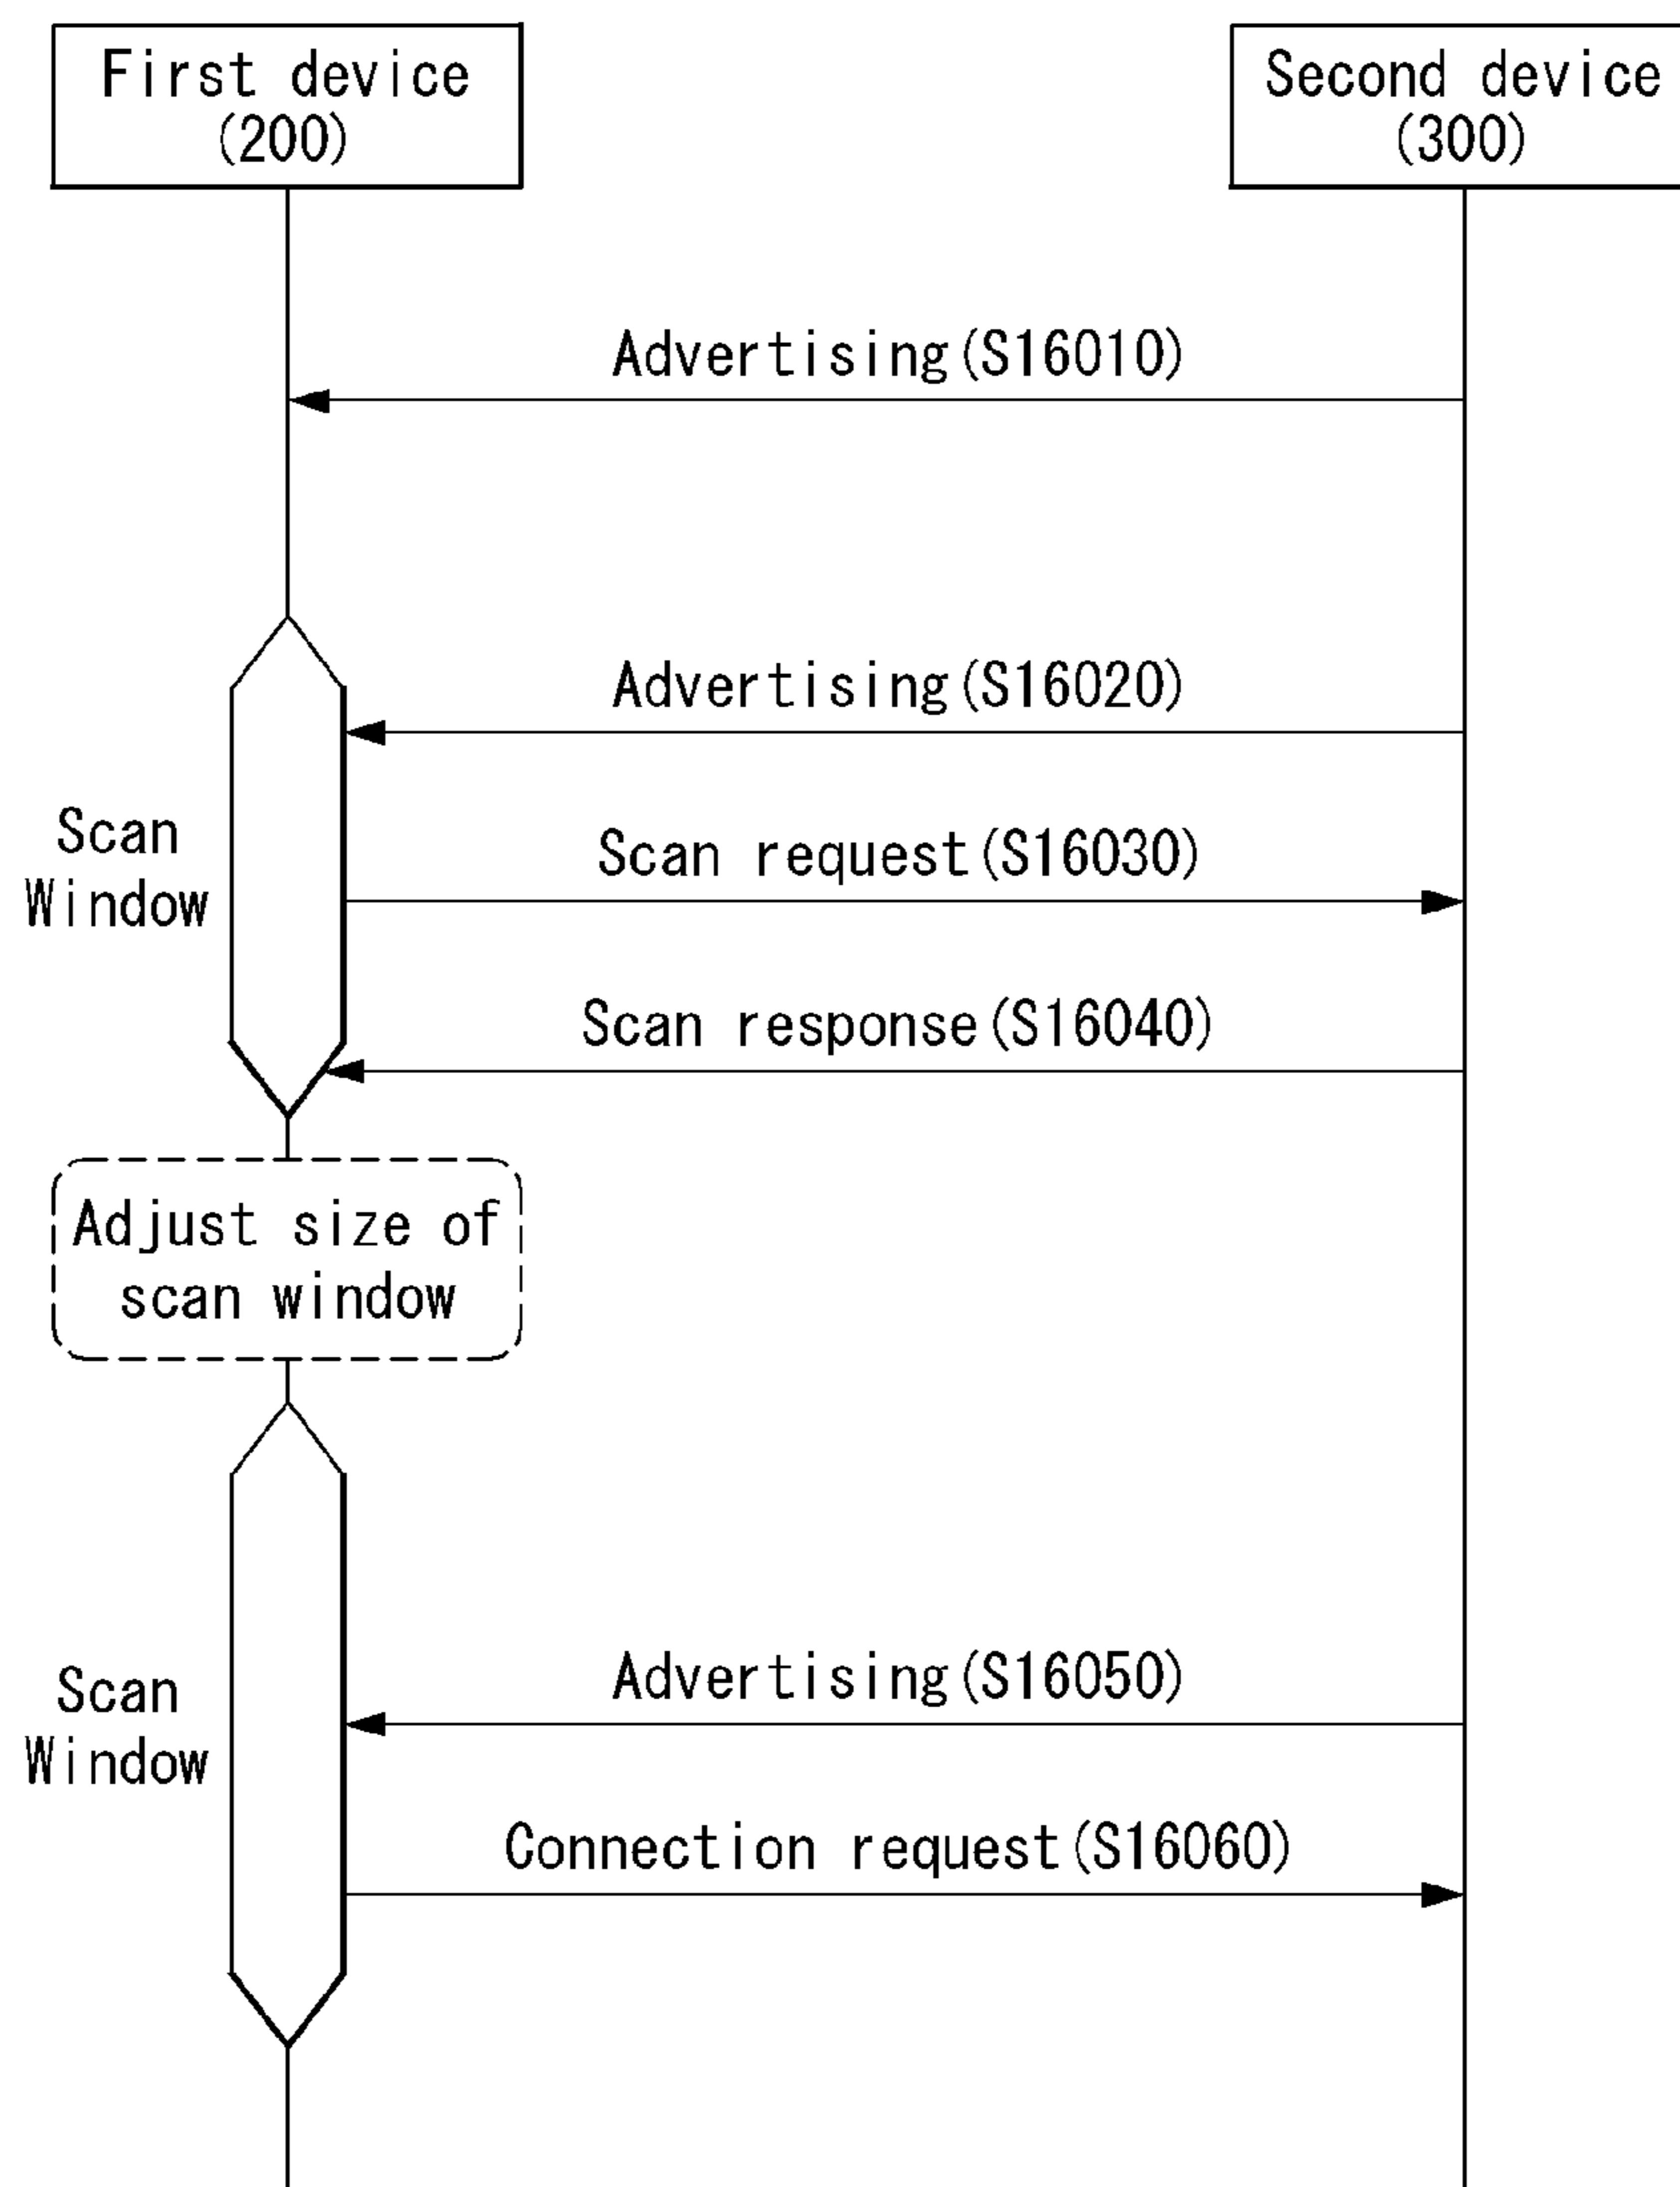 First device
(200)
Second device
(300)
Advertising(S16010)
Advertising(S16020)
Scan
Window
Scan request(S16030)
Scan response(S16040)
Adjust size of
scan window
Advertising(S16050)
Scan
Window
Connection request(S16060)